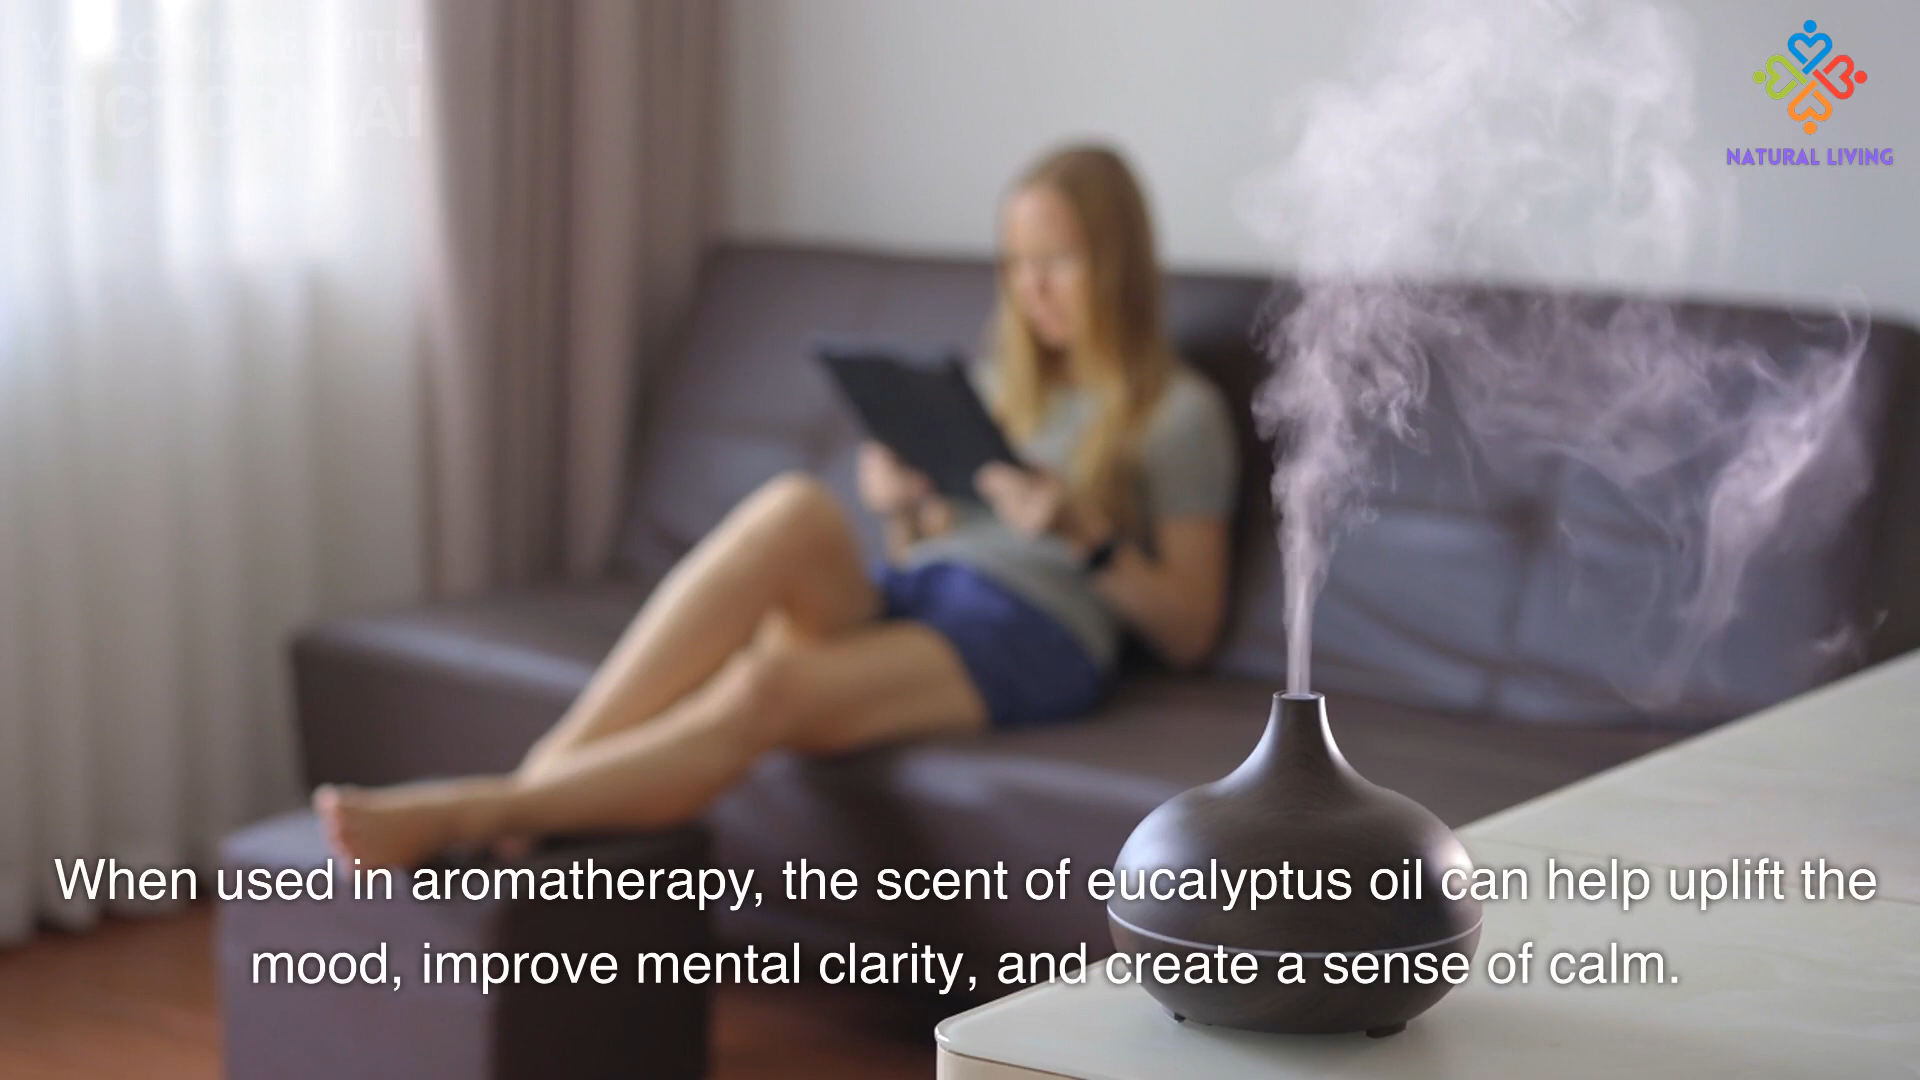 NATURAL LIVING
When used in aromatherapy, the scent of eucalyptus oil can help uplift the
mood, improve mental clarity, and create a sense of calm.